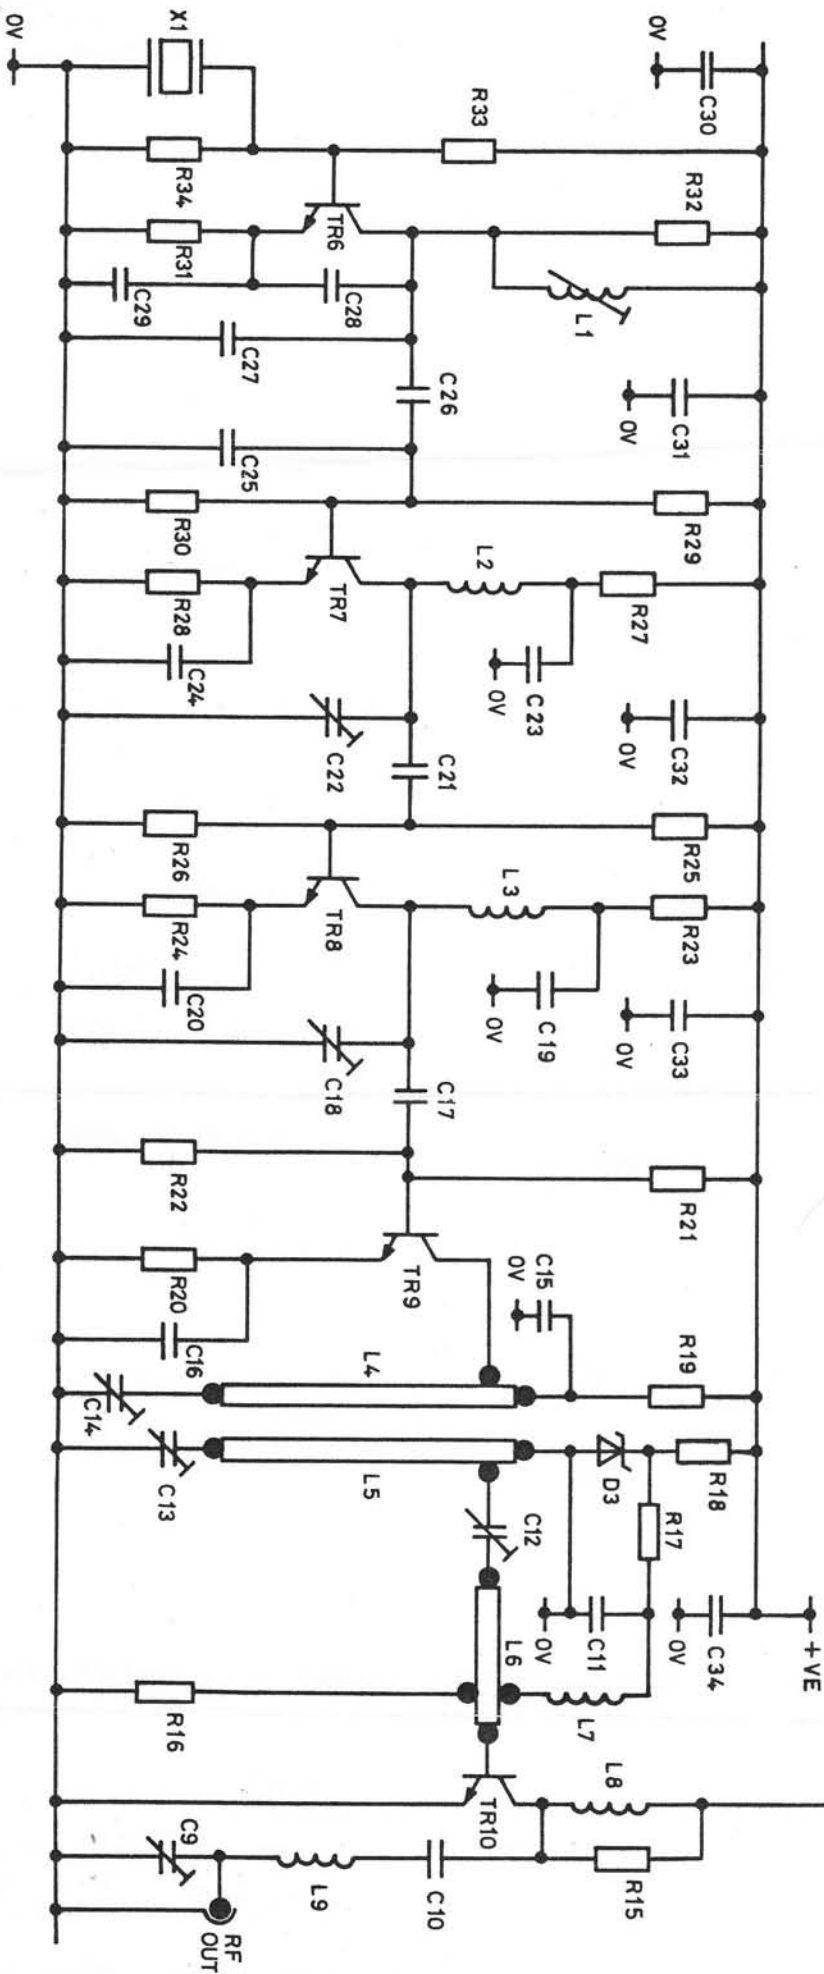 0V
X1
0V
C30
R33
R32
R34
TR6
R31
C29
C28
L1
C27
C26
0V
C31
C25
R30
R29
L2
TR7
R27
R28
C24
C23
0V
C22
C21
0V
C32
R26
R25
L3
TR8
R24
R23
C20
C19
0V
C18
C17
0V
C33
R22
R21
TR9
C15
0V
R20
C16
L4
R19
C14
C13
L5
D3
R18
C12
R17
L6
0V
C11
0V
C34
+VE
R16
L7
TR10
L8
C9
L9
C10
R15
RF
OUT